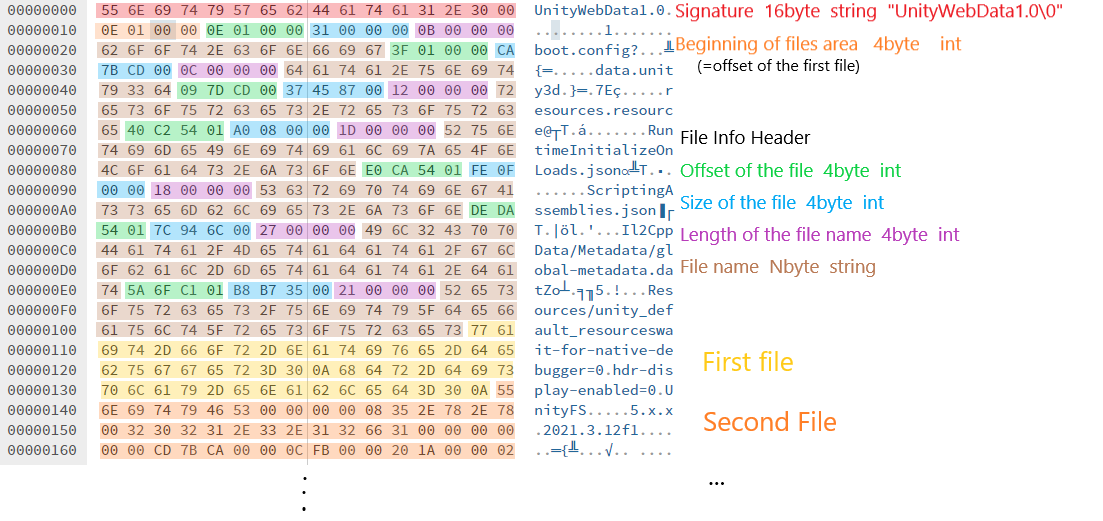 00000000 55 6E 69 74 79 57 65 62 44 61 74 61 31 2E 30 00 UnityWebData1.0. Signature 16byte string "UnityWebData1.0\0"
00000010 0E 01 00 00 0E 01 00 00 31 00 00 00 0B 00 00 00 ........1.......
00000020 62 6F 6F 74 2E 63 6F 6E 66 69 67 3F 01 00 00 CA boot.config?...╩ Beginning of files area 4byte int
00000030 7B CD 00 0C 00 00 00 64 61 74 61 2E 75 6E 69 74 {═.....data.unit (=offset of the first file)
00000040 79 33 64 09 7D CD 00 37 45 87 00 12 00 00 00 72 y3d.}═.7Eç.....r
00000050 65 73 6F 75 72 63 65 73 2E 72 65 73 6F 75 72 63 esources.resourc
00000060 65 40 C2 54 01 A0 08 00 00 1D 00 00 00 52 75 6E e@┬T.á.......Run File Info Header
00000070 74 69 6D 65 49 6E 69 74 69 61 6C 69 7A 65 4F 6E timeInitializeOn
00000080 4C 6F 61 64 73 2E 6A 73 6F 6E E0 CA 54 01 FE 0F Loads.jsonα╩T.▪. Offset of the file 4byte int
00000090 00 00 18 00 00 00 53 63 72 69 70 74 69 6E 67 41 ......ScriptingA
000000A0 73 73 65 6D 62 6C 69 65 73 2E 6A 73 6F 6E DE DA ssemblies.json▐┌ Size of the file 4byte int
000000B0 54 01 7C 94 6C 00 27 00 00 00 49 6C 32 43 70 70 T.|öl.'...Il2Cpp Length of the file name 4byte int
000000C0 44 61 74 61 2F 4D 65 74 61 64 61 74 61 2F 67 6C Data/Metadata/gl
000000D0 6F 62 61 6C 2D 6D 65 74 61 64 61 74 61 2E 64 61 obal-metadata.da File name Nbyte string
000000E0 74 5A 6F C1 01 B8 B7 35 00 21 00 00 00 52 65 73 tZo┴.╕╖5.!...Res
000000F0 6F 75 72 63 65 73 2F 75 6E 69 74 79 5F 64 65 66 ources/unity_def
00000100 61 75 6C 74 5F 72 65 73 6F 75 72 63 65 73 77 61 ault_resourceswa
00000110 69 74 2D 66 6F 72 2D 6E 61 74 69 76 65 2D 64 65 it-for-native-de First file
00000120 62 75 67 67 65 72 3D 30 0A 68 64 72 2D 64 69 73 bugger=0.hdr-dis
00000130 70 6C 61 79 2D 65 6E 61 62 6C 65 64 3D 30 0A 55 play-enabled=0.U
00000140 6E 69 74 79 46 53 00 00 00 00 08 35 2E 78 2E 78 nityFS.....5.x.x Second File
00000150 00 32 30 32 31 2E 33 2E 31 32 66 31 00 00 00 00 .2021.3.12f1....
00000160 00 00 CD 7B CA 00 00 0C FB 00 00 20 1A 00 00 02 ..═{╩...√.. ....
...